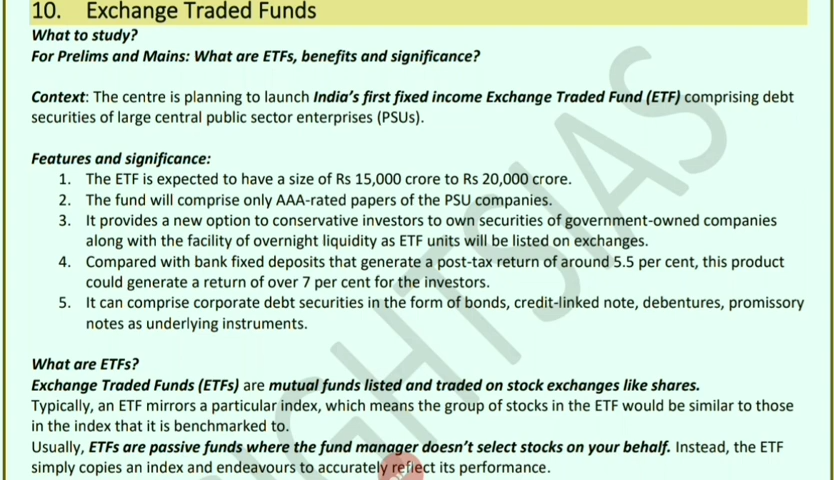 10. Exchange Traded Funds
What to study?
For Prelims and Mains: What are ETFs, benefits and significance?
Context: The centre is planning to launch India's first fixed income Exchange Traded Fund (ETF) comprising debt
securities of large central public sector enterprises (PSUs).
Features and significance:
1. The ETF is expected to have a size of Rs 15,000 crore to Rs 20,000 crore.
2. The fund will comprise only AAA-rated papers of the PSU companies.
3. It provides a new option to conservative investors to own securities of government-owned companies
along with the facility of overnight liquidity as ETF units will be listed on exchanges.
4. Compared with bank fixed deposits that generate a post-tax return of around 5.5 per cent, this product
could generate a return of over 7 per cent for the investors.
5. It can comprise corporate debt securities in the form of bonds, credit-linked note, debentures, promissory
notes as underlying instruments.
What are ETFs?
Exchange Traded Funds (ETFs) are mutual funds listed and traded on stock exchanges like shares.
Typically, an ETF mirrors a particular index, which means the group of stocks in the ETF would be similar to those
in the index that it is benchmarked to.
Usually, ETFs are passive funds where the fund manager doesn't select stocks on your behalf. Instead, the ETF
simply copies an index and endeavours to accurately reflect its performance.
IGHTSIAS